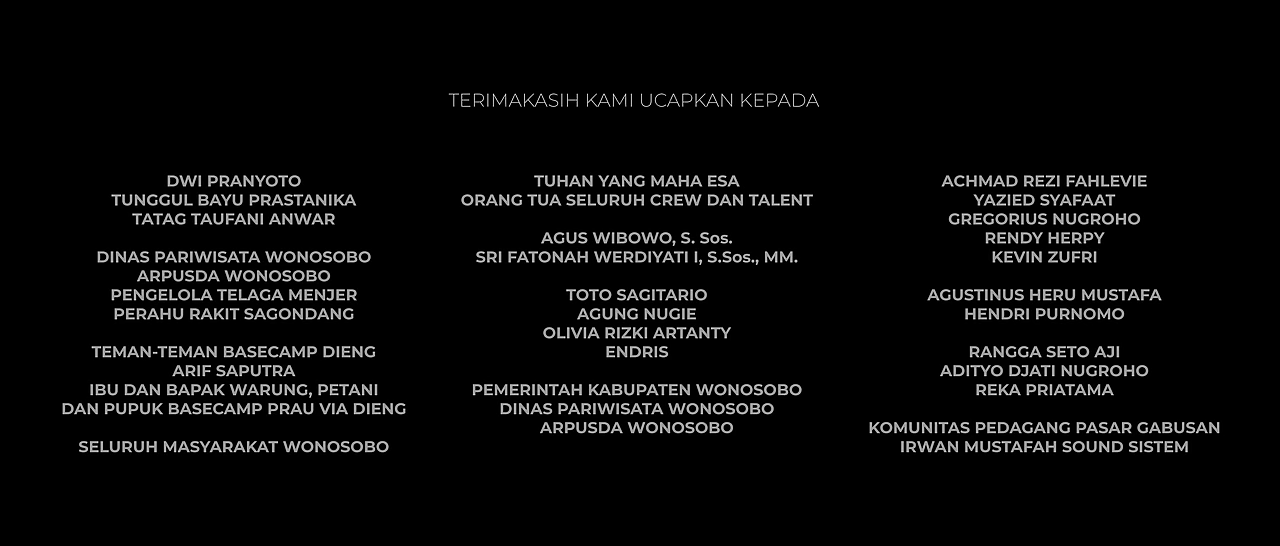 TERIMAKASIH KAMI UCAPKAN KEPADA
DWI PRANYOTO
TUNGGUL BAYU PRASTANIKA
TATAG TAUFANI ANWAR
DINAS PARIWISATA WONOSOBO
ARPUSDA WONOSOBO
PENGELOLA TELAGA MENJER
PERAHU RAKIT SAGONDANG
TEMAN-TEMAN BASECAMP DIENG
ARIF SAPUTRA
IBU DAN BAPAK WARUNG, PETANI
DAN PUPUK BASECAMP PRAU VIA DIENG
SELURUH MASYARAKAT WONOSOBO
TUHAN YANG MAHA ESA
ORANG TUA SELURUH CREW DAN TALENT
AGUS WIBOWO, S. Sos.
SRI FATONAH WERDIYATI I, S.Sos., MM.
TOTO SAGITARIO
AGUNG NUGIE
OLIVIA RIZKI ARTANTY
ENDRIS
PEMERINTAH KABUPATEN WONOSOBO
DINAS PARIWISATA WONOSOBO
ARPUSDA WONOSOBO
ACHMAD REZI FAHLEVIE
YAZIED SYAFAAT
GREGORIUS NUGROHO
RENDY HERPY
KEVIN ZUFRI
AGUSTINUS HERU MUSTAFA
HENDRI PURNOMO
RANGGA SETO AJI
ADITYO DJATI NUGROHO
REKA PRIATAMA
KOMUNITAS PEDAGANG PASAR GABUSAN
IRWAN MUSTAFAH SOUND SISTEM